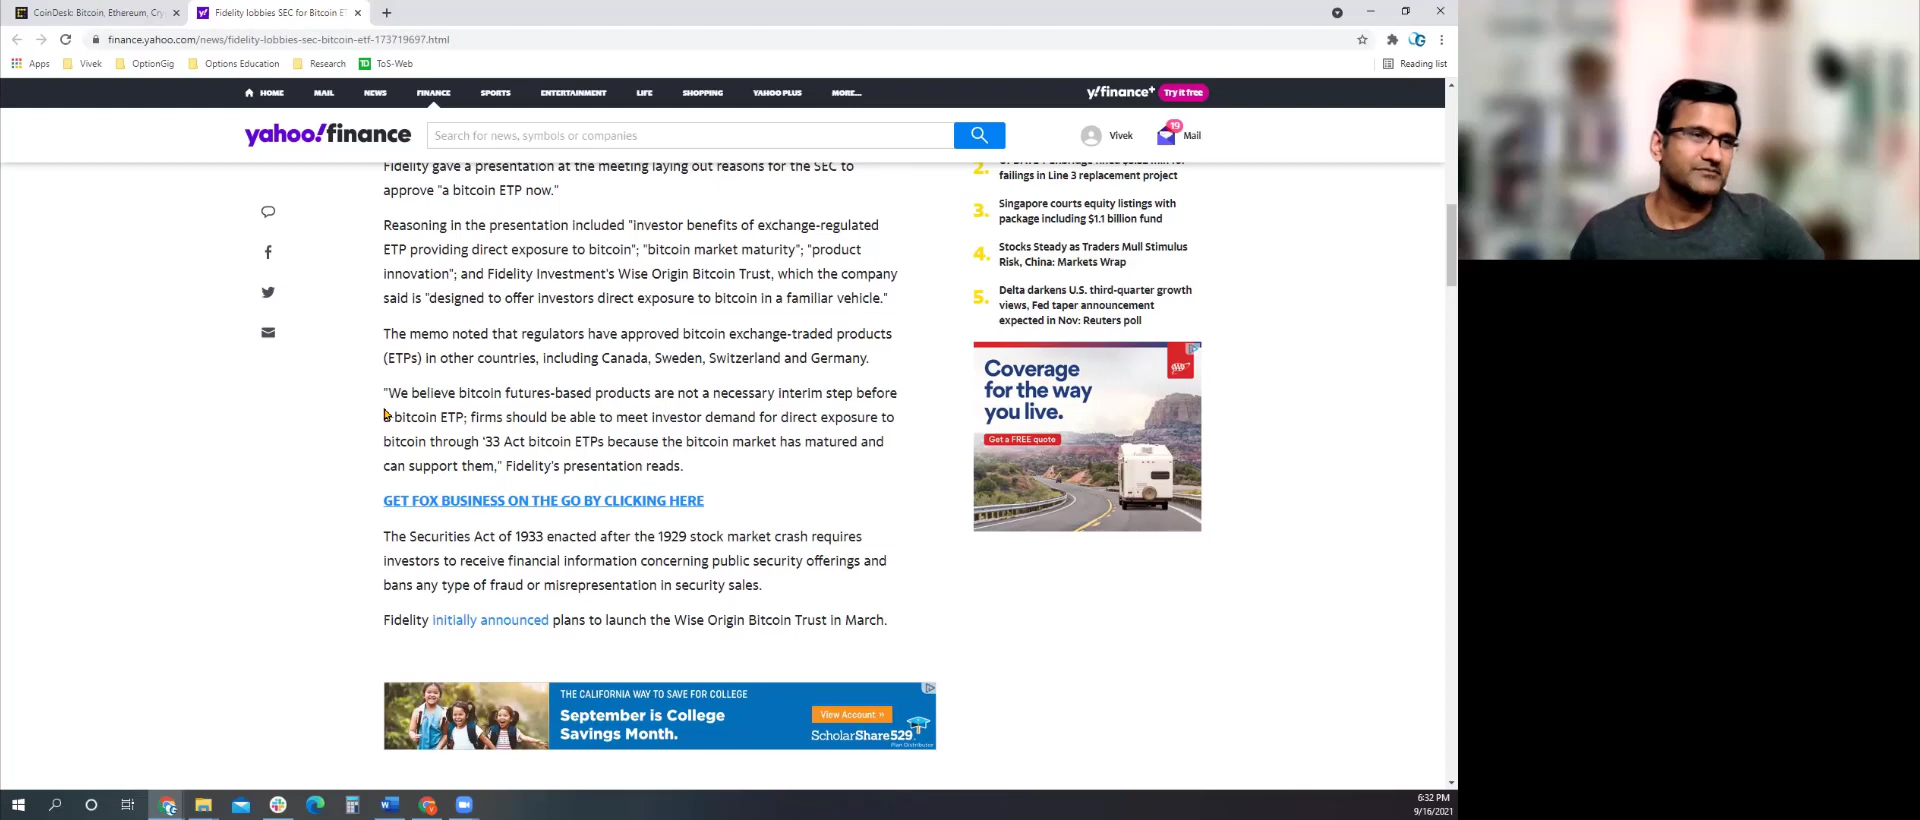 CoinDesk: Bitcoin, Ethereum, Cry
Fidelity lobbies SEC for Bitcoin ET
finance.yahoo.com/news/fidelity-lobbies-sec-bitcoin-etf-173719697.html
Apps
Vivek
OptionGig
Options Education
Research
ToS-Web
Reading list
HOME
MAIL
NEWS
FINANCE
SPORTS
ENTERTAINMENT
LIFE
SHOPPING
YAHOO PLUS
MORE...
y!finance+ Try it free
yahoo!finance
Search for news, symbols or companies
Vivek
19
Mail
Fidelity gave a presentation at the meeting laying out reasons for the SEC to
approve "a bitcoin ETP now."
Reasoning in the presentation included "investor benefits of exchange-regulated
ETP providing direct exposure to bitcoin"; "bitcoin market maturity"; "product
innovation"; and Fidelity Investment's Wise Origin Bitcoin Trust, which the company
said is "designed to offer investors direct exposure to bitcoin in a familiar vehicle."
The memo noted that regulators have approved bitcoin exchange-traded products
(ETPs) in other countries, including Canada, Sweden, Switzerland and Germany.
"We believe bitcoin futures-based products are not a necessary interim step before
bitcoin ETP; firms should be able to meet investor demand for direct exposure to
bitcoin through '33 Act bitcoin ETPs because the bitcoin market has matured and
can support them," Fidelity's presentation reads.
GET FOX BUSINESS ON THE GO BY CLICKING HERE
The Securities Act of 1933 enacted after the 1929 stock market crash requires
investors to receive financial information concerning public security offerings and
bans any type of fraud or misrepresentation in security sales.
Fidelity initially announced plans to launch the Wise Origin Bitcoin Trust in March.
2.
failings in Line 3 replacement project
3. Singapore courts equity listings with
package including $1.1 billion fund
4. Stocks Steady as Traders Mull Stimulus
Risk, China: Markets Wrap
5. Delta darkens U.S. third-quarter growth
views, Fed taper announcement
expected in Nov: Reuters poll
Coverage
for the way
you live.
Get a FREE quote
THE CALIFORNIA WAY TO SAVE FOR COLLEGE
September is College
Savings Month.
View Account »
ScholarShare529
Plan Distributor
6:32 PM
9/16/2021